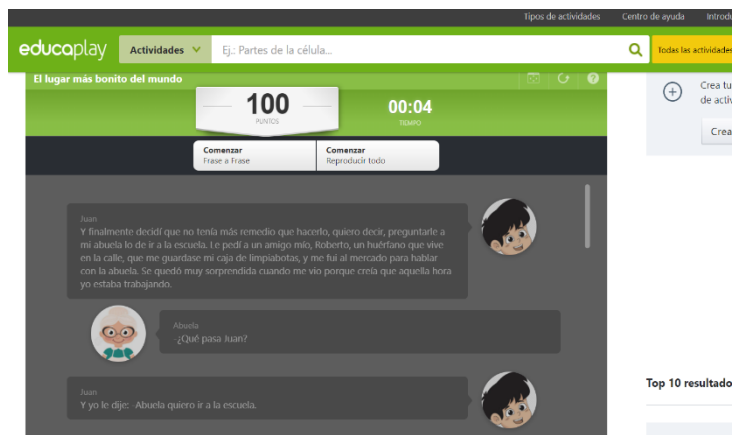 Tipos de actividades Centro de ayuda
educaplay Actividades Ej.: Partes de la célula... Todas las actividades
El lugar más bonito del mundo
100
PUNTOS
00:04
TIEMPO
Comenzar
Frase a Frase
Comenzar
Reproducir todo
Juan
Y finalmente decidí que no tenía más remedio que hacerlo, quiero decir, preguntarle a
mi abuela lo de ir a la escuela. Le pedí a un amigo mío, Roberto, un huérfano que vive
en la calle, que me guardase mi caja de limpiabotas, y me fui al mercado para hablar
con la abuela. Se quedó muy sorprendida cuando me vio porque creía que aquella hora
yo estaba trabajando.
Abuela
-¿Qué pasa Juan?
Juan
Y yo le dije: -Abuela quiero ir a la escuela.
Crea tu
de activ
Crea
Top 10 resultado